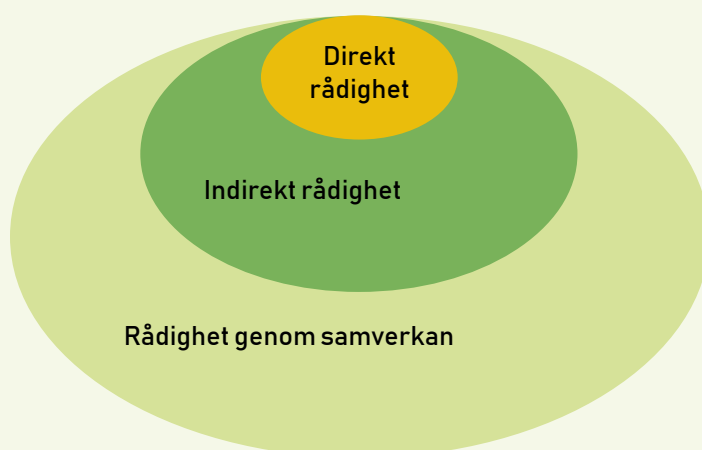 Direkt
rådighet
Indirekt rådighet
Rådighet genom samverkan